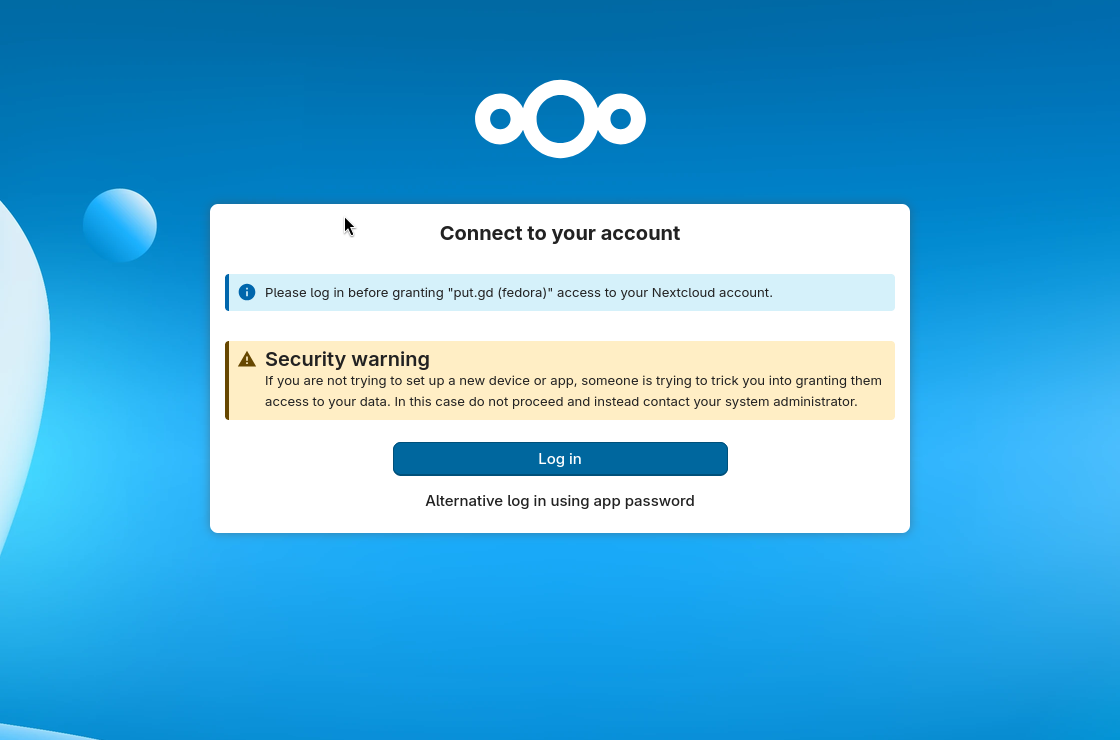 Connect to your account
Please log in before granting "put.gd (fedora)" access to your Nextcloud account.
Security warning
If you are not trying to set up a new device or app, someone is trying to trick you into granting them
access to your data. In this case do not proceed and instead contact your system administrator.
Log in
Alternative log in using app password